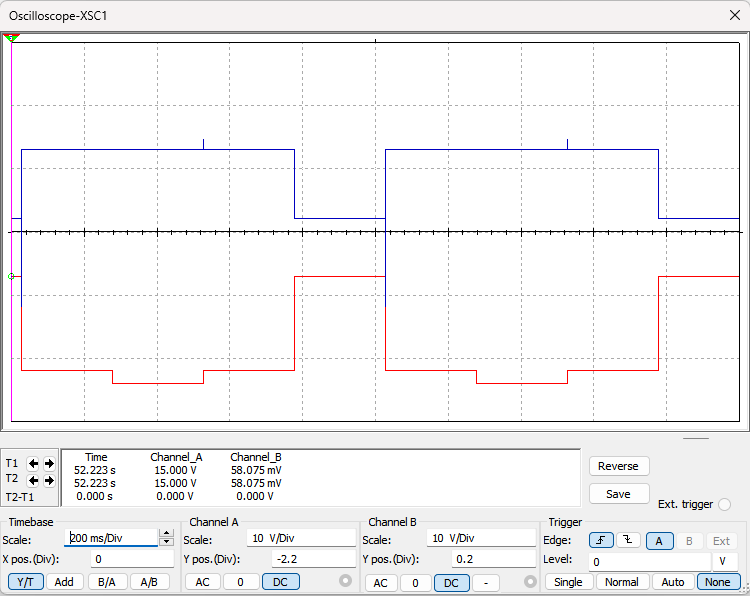 Oscilloscope-XSC1
Time Channel_A Channel_B
T1 52.223 s 15.000 V 58.075 mV
T2 52.223 s 15.000 V 58.075 mV
T2-T1 0.000 s 0.000 V 0.000 V
Reverse
Save
Ext. trigger
Timebase
Scale: 200 ms/Div
X pos.(Div): 0
Y/T Add B/A A/B
Channel A
Scale: 10 V/Div
Y pos.(Div): -2.2
AC 0 DC
Channel B
Scale: 10 V/Div
Y pos.(Div): 0.2
AC 0 DC -
Trigger
Edge: A B Ext
Level: 0 V
Single Normal Auto None